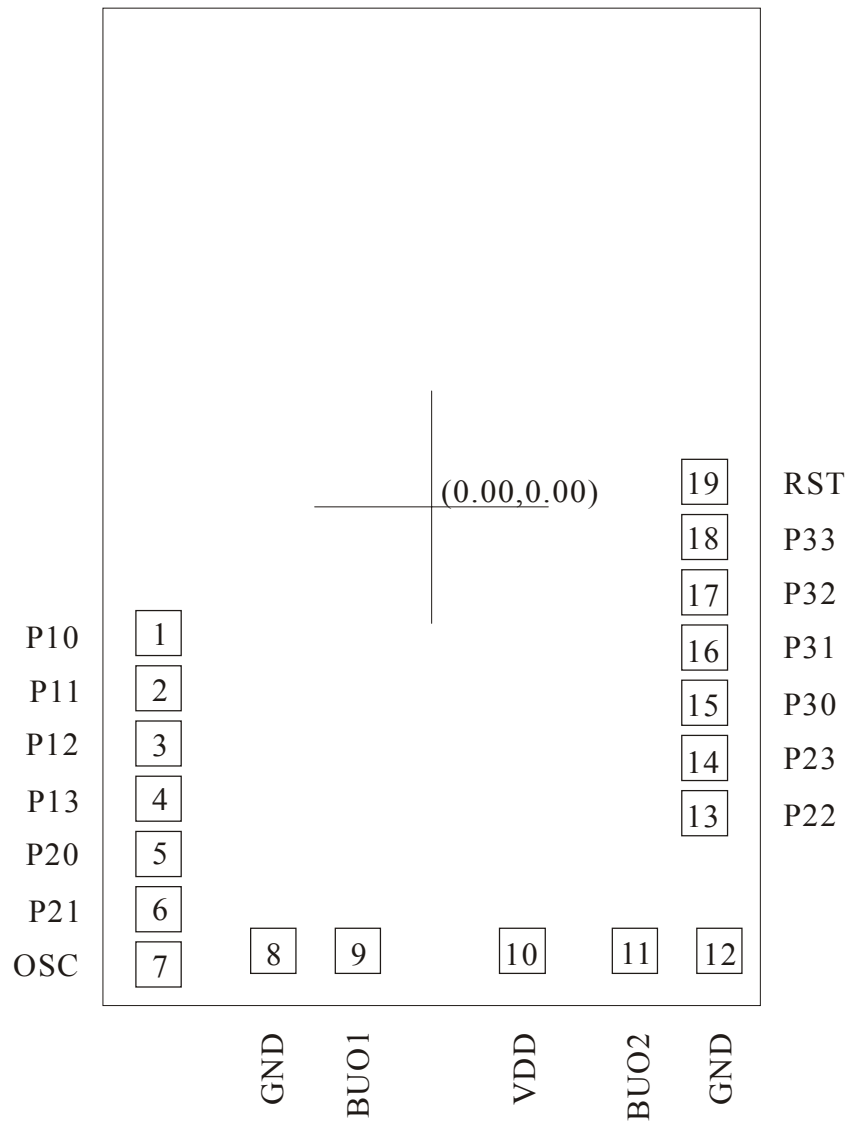 (0.00,0.00)
19 RST
18 P33
17 P32
16 P31
15 P30
14 P23
13 P22
P10 1
P11 2
P12 3
P13 4
P20 5
P21 6
OSC 7
8 9 10 11 12
GND BUO1 VDD BUO2 GND